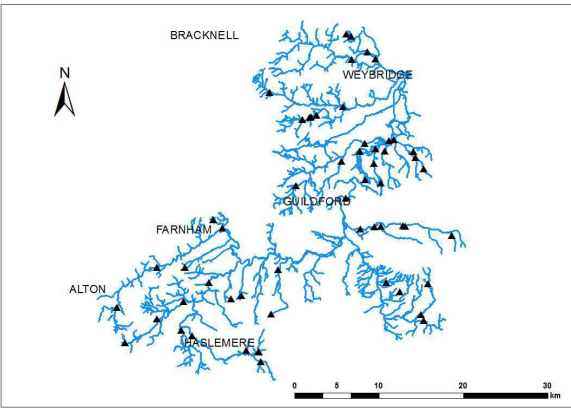 BRACKNELL
N
WEYBRIDGE
GUILDFORD
FARNHAM
ALTON
HASLEMERE
0 5 10 20 30
km